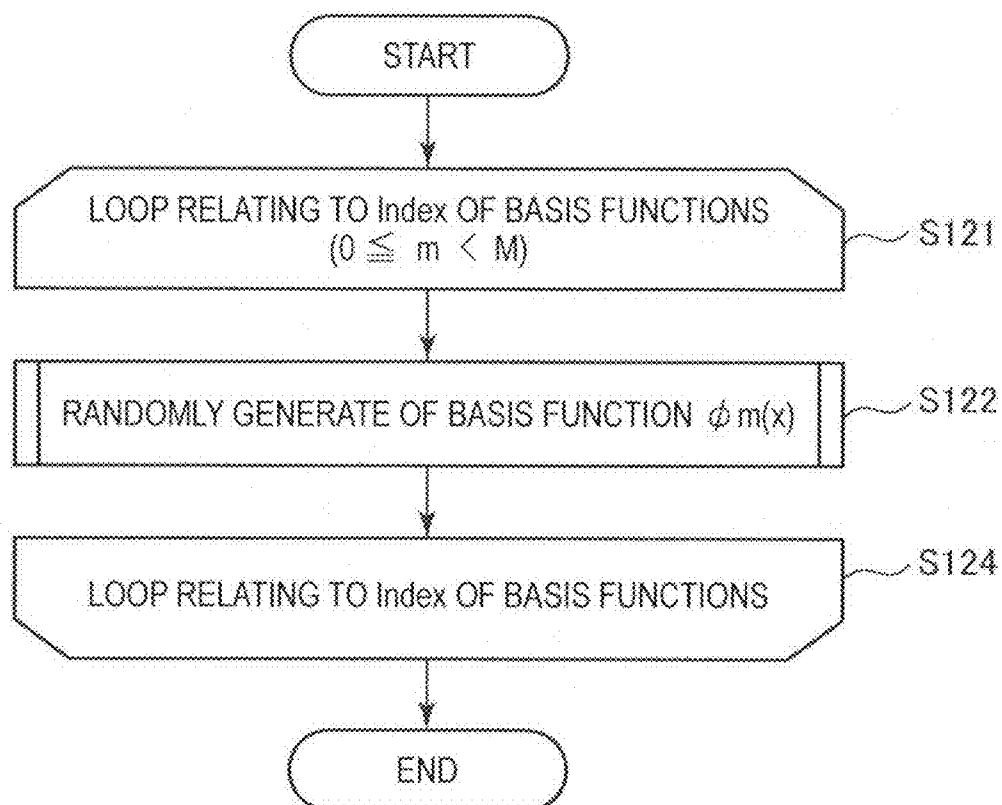 START
LOOP RELATING TO Index OF BASIS FUNCTIONS
(0 ≦ m < M)
S121
RANDOMLY GENERATE OF BASIS FUNCTION ϕ m(x)
S122
LOOP RELATING TO Index OF BASIS FUNCTIONS
S124
END